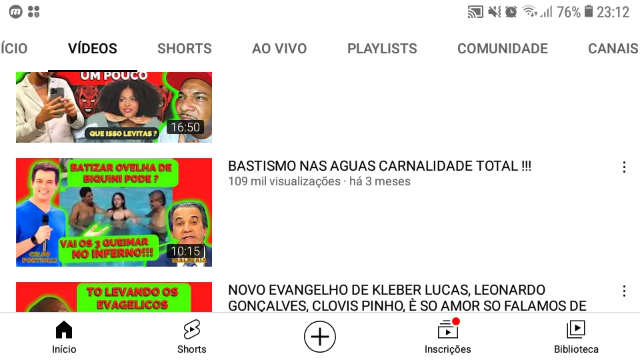 76% 23:12
ÍCIO VÍDEOS SHORTS AO VIVO PLAYLISTS COMUNIDADE CANAIS
UM POUCO
QUE ISSO LEVITAS ?
16:50
BATIZAR OVELHA DE
BIQUINI PODE ?
VAI OS 3 QUEIMAR
NO INFERNO!!!
10:15
BASTISMO NAS AGUAS CARNALIDADE TOTAL !!!
109 mil visualizações · há 3 meses
TO LEVANDO OS
EVAGELICOS
NOVO EVANGELHO DE KLEBER LUCAS, LEONARDO
GONÇALVES, CLOVIS PINHO, È SO AMOR SO FALAMOS DE
Início Shorts Inscrições Biblioteca